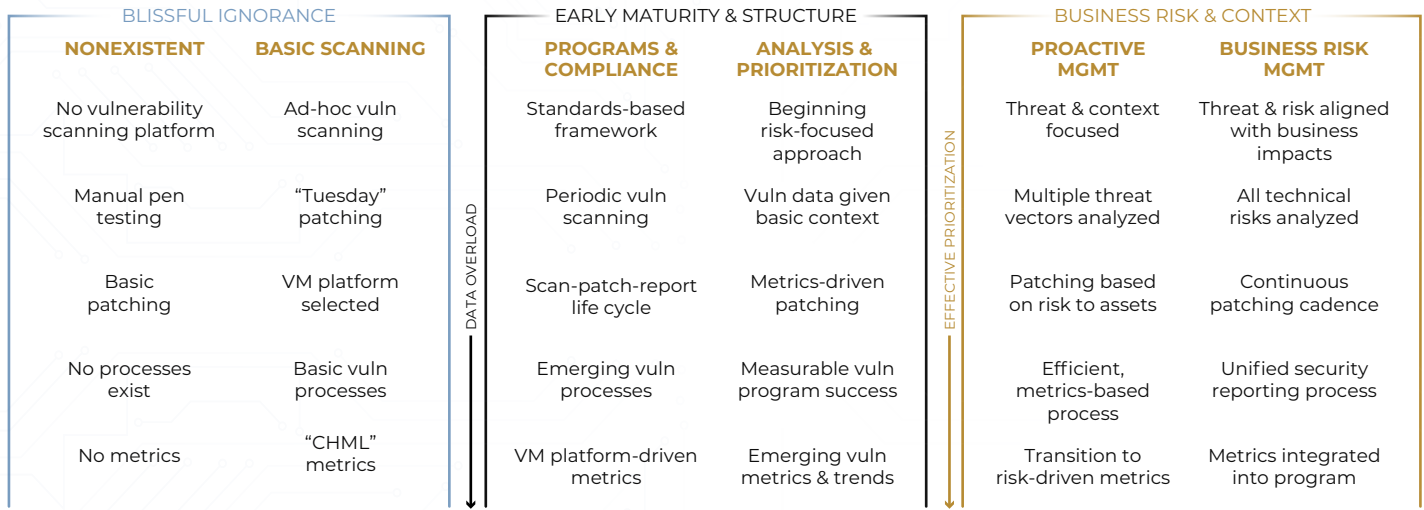 BLISSFUL IGNORANCE
NONEXISTENT
No vulnerability
scanning platform
Manual pen
testing
Basic
patching
No processes
exist
No metrics
BASIC SCANNING
Ad-hoc vuln
scanning
“Tuesday”
patching
VM platform
selected
Basic vuln
processes
“CHML”
metrics
DATA OVERLOAD
EARLY MATURITY & STRUCTURE
PROGRAMS &
COMPLIANCE
Standards-based
framework
Periodic vuln
scanning
Scan-patch-report
life cycle
Emerging vuln
processes
VM platform-driven
metrics
ANALYSIS &
PRIORITIZATION
Beginning
risk-focused
approach
Vuln data given
basic context
Metrics-driven
patching
Measurable vuln
program success
Emerging vuln
metrics & trends
EFFECTIVE PRIORITIZATION
BUSINESS RISK & CONTEXT
PROACTIVE
MGMT
Threat & context
focused
Multiple threat
vectors analyzed
Patching based
on risk to assets
Efficient,
metrics-based
process
Transition to
risk-driven metrics
BUSINESS RISK
MGMT
Threat & risk aligned
with business
impacts
All technical
risks analyzed
Continuous
patching cadence
Unified security
reporting process
Metrics integrated
into program